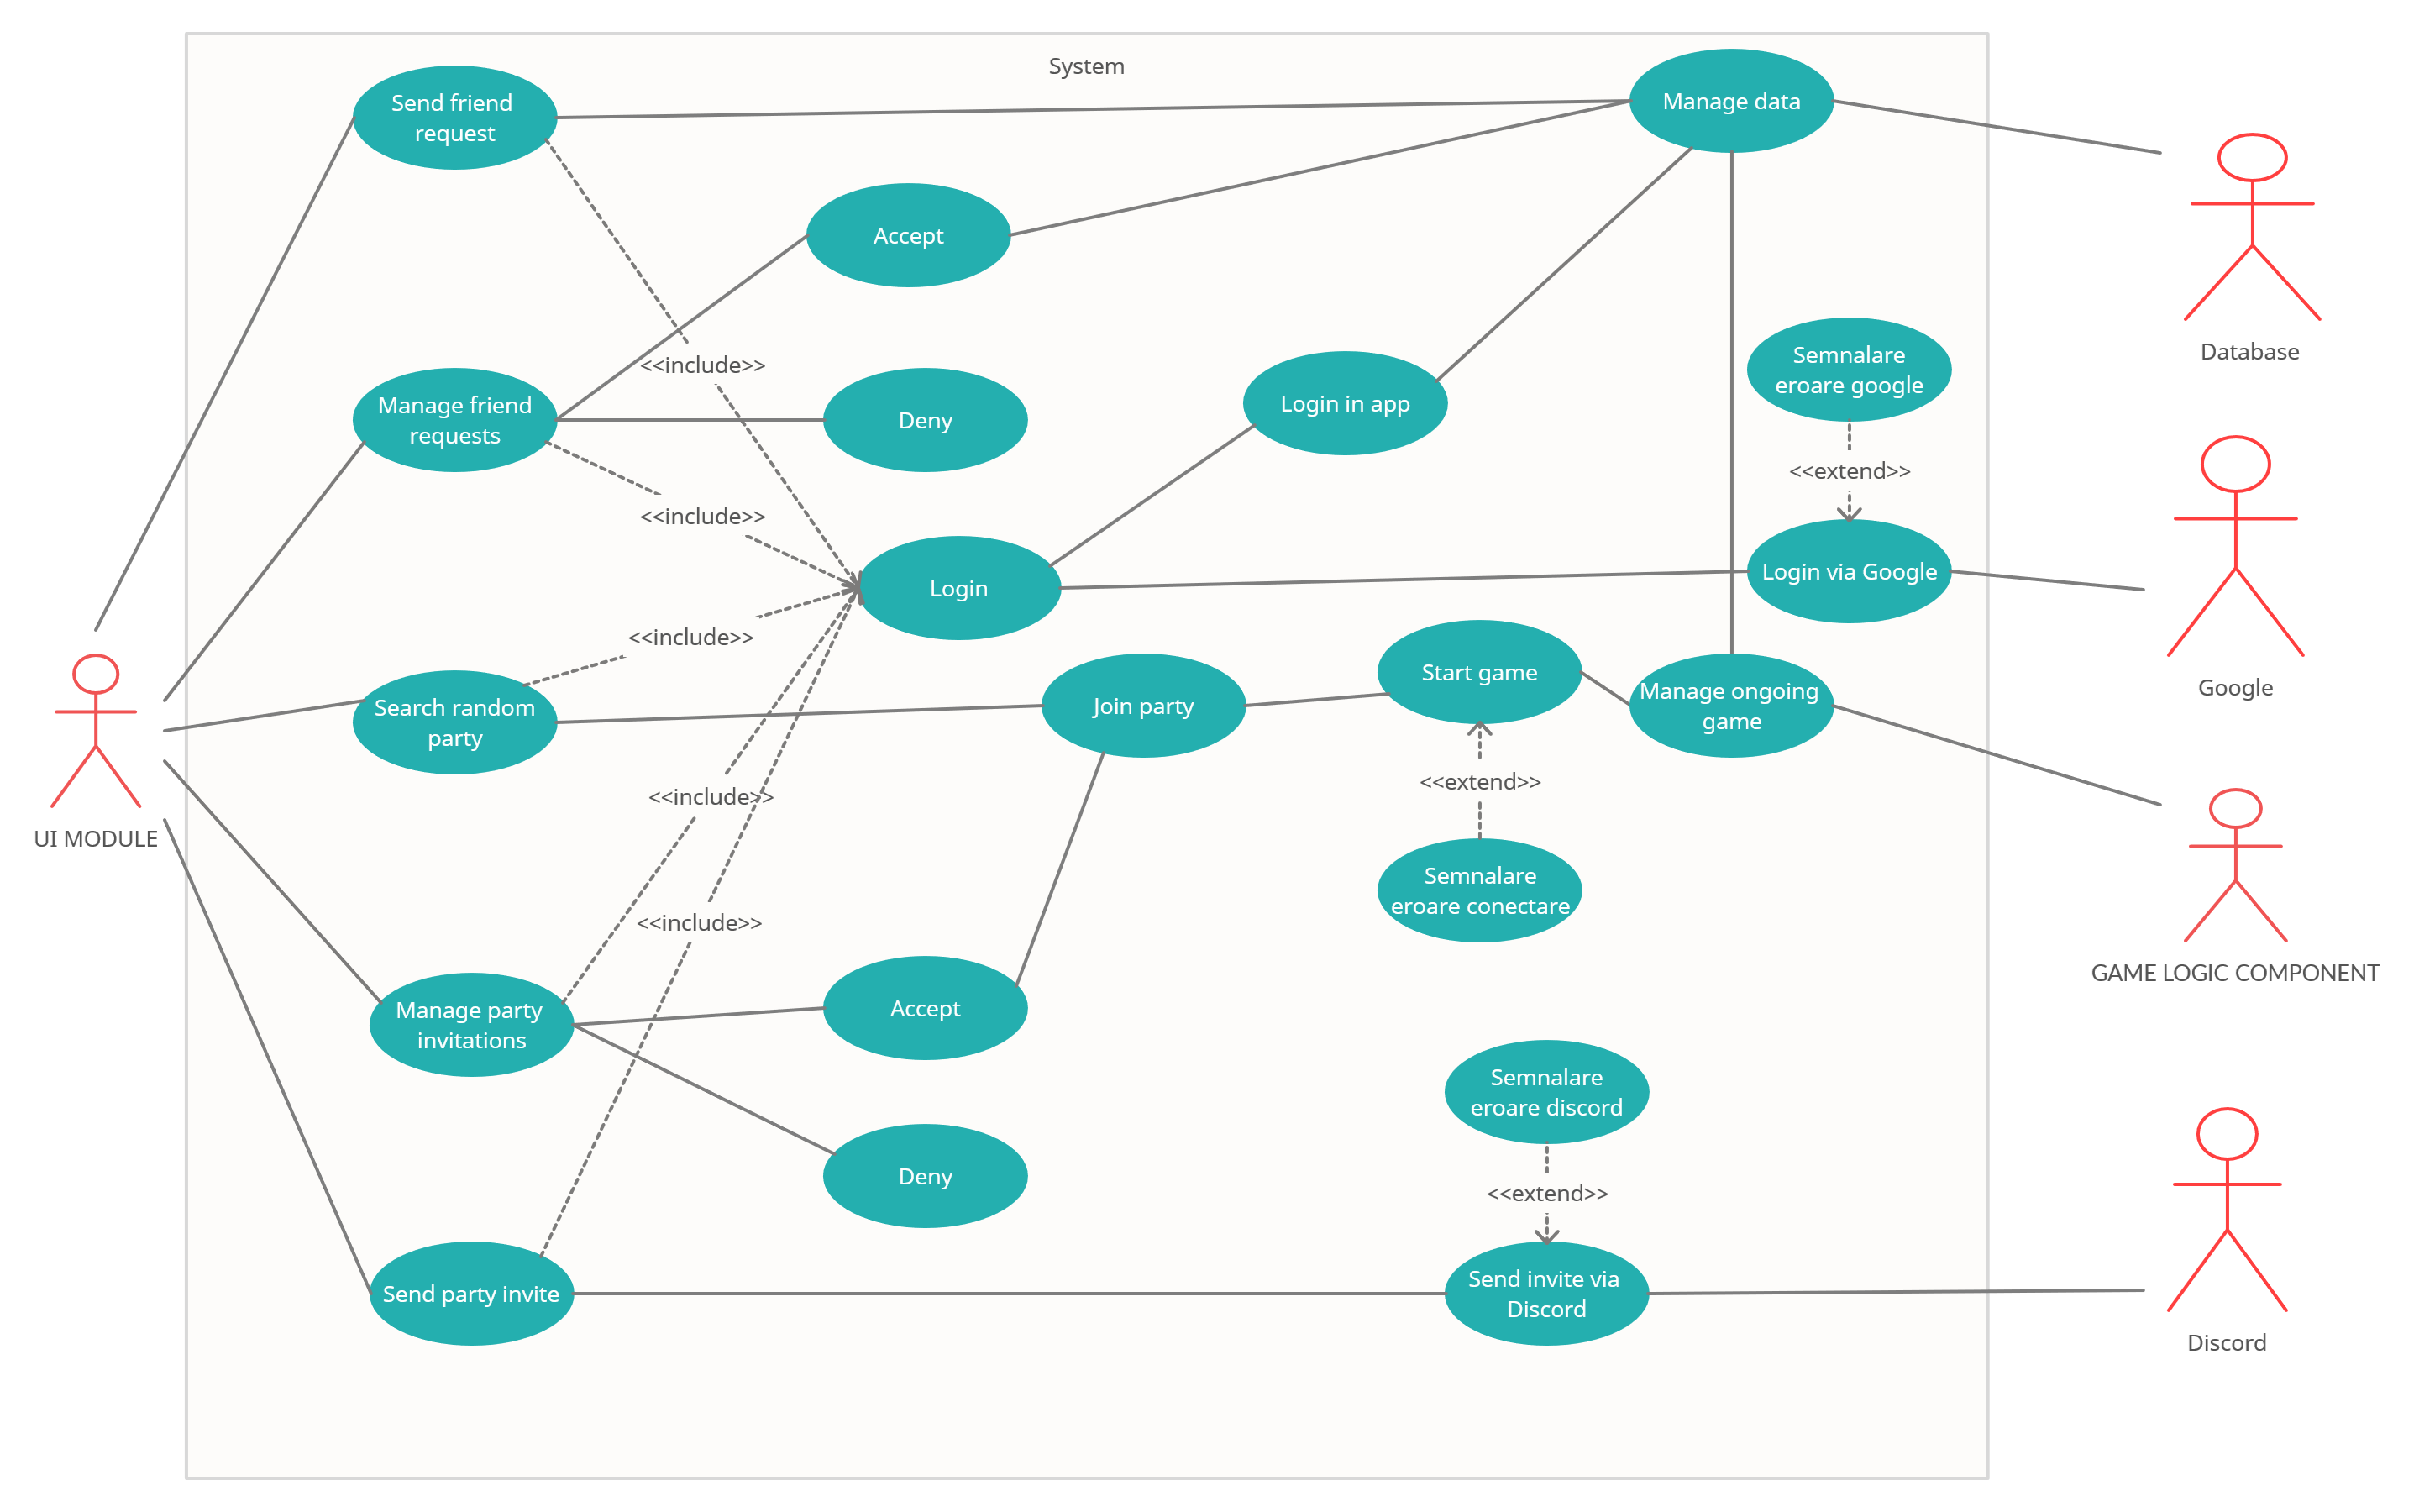 System
Send friend
request
Manage data
Accept
Semnalare
eroare google
Database
<<include>>
Manage friend
requests
Deny
Login in app
<<extend>>
<<include>>
Login
Login via Google
Google
<<include>>
Search random
party
Join party
Start game
Manage ongoing
game
UI MODULE
<<include>>
<<extend>>
Semnalare
eroare conectare
<<include>>
GAME LOGIC COMPONENT
Manage party
invitations
Accept
Semnalare
eroare discord
Deny
<<extend>>
Send party invite
Send invite via
Discord
Discord